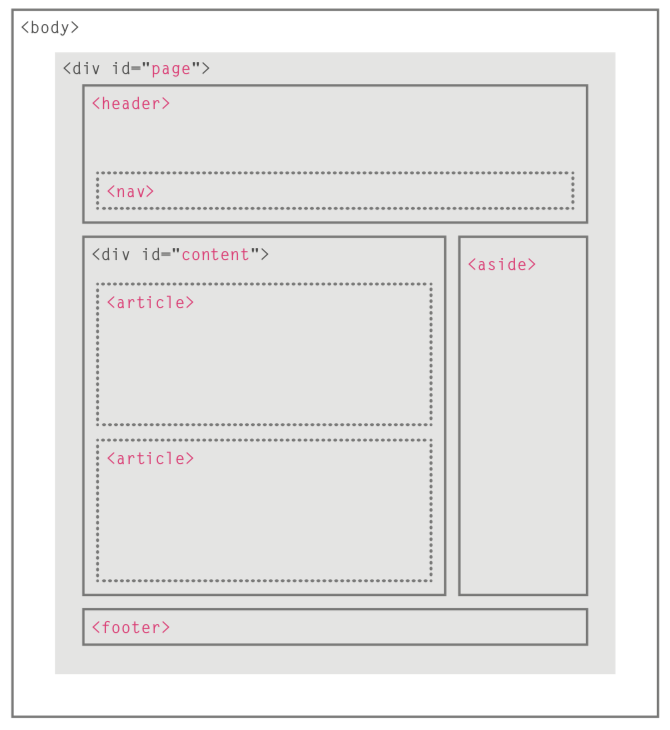 <body>
<div id="page">
<header>
<nav>
<div id="content">
<aside>
<article>
<article>
<footer>